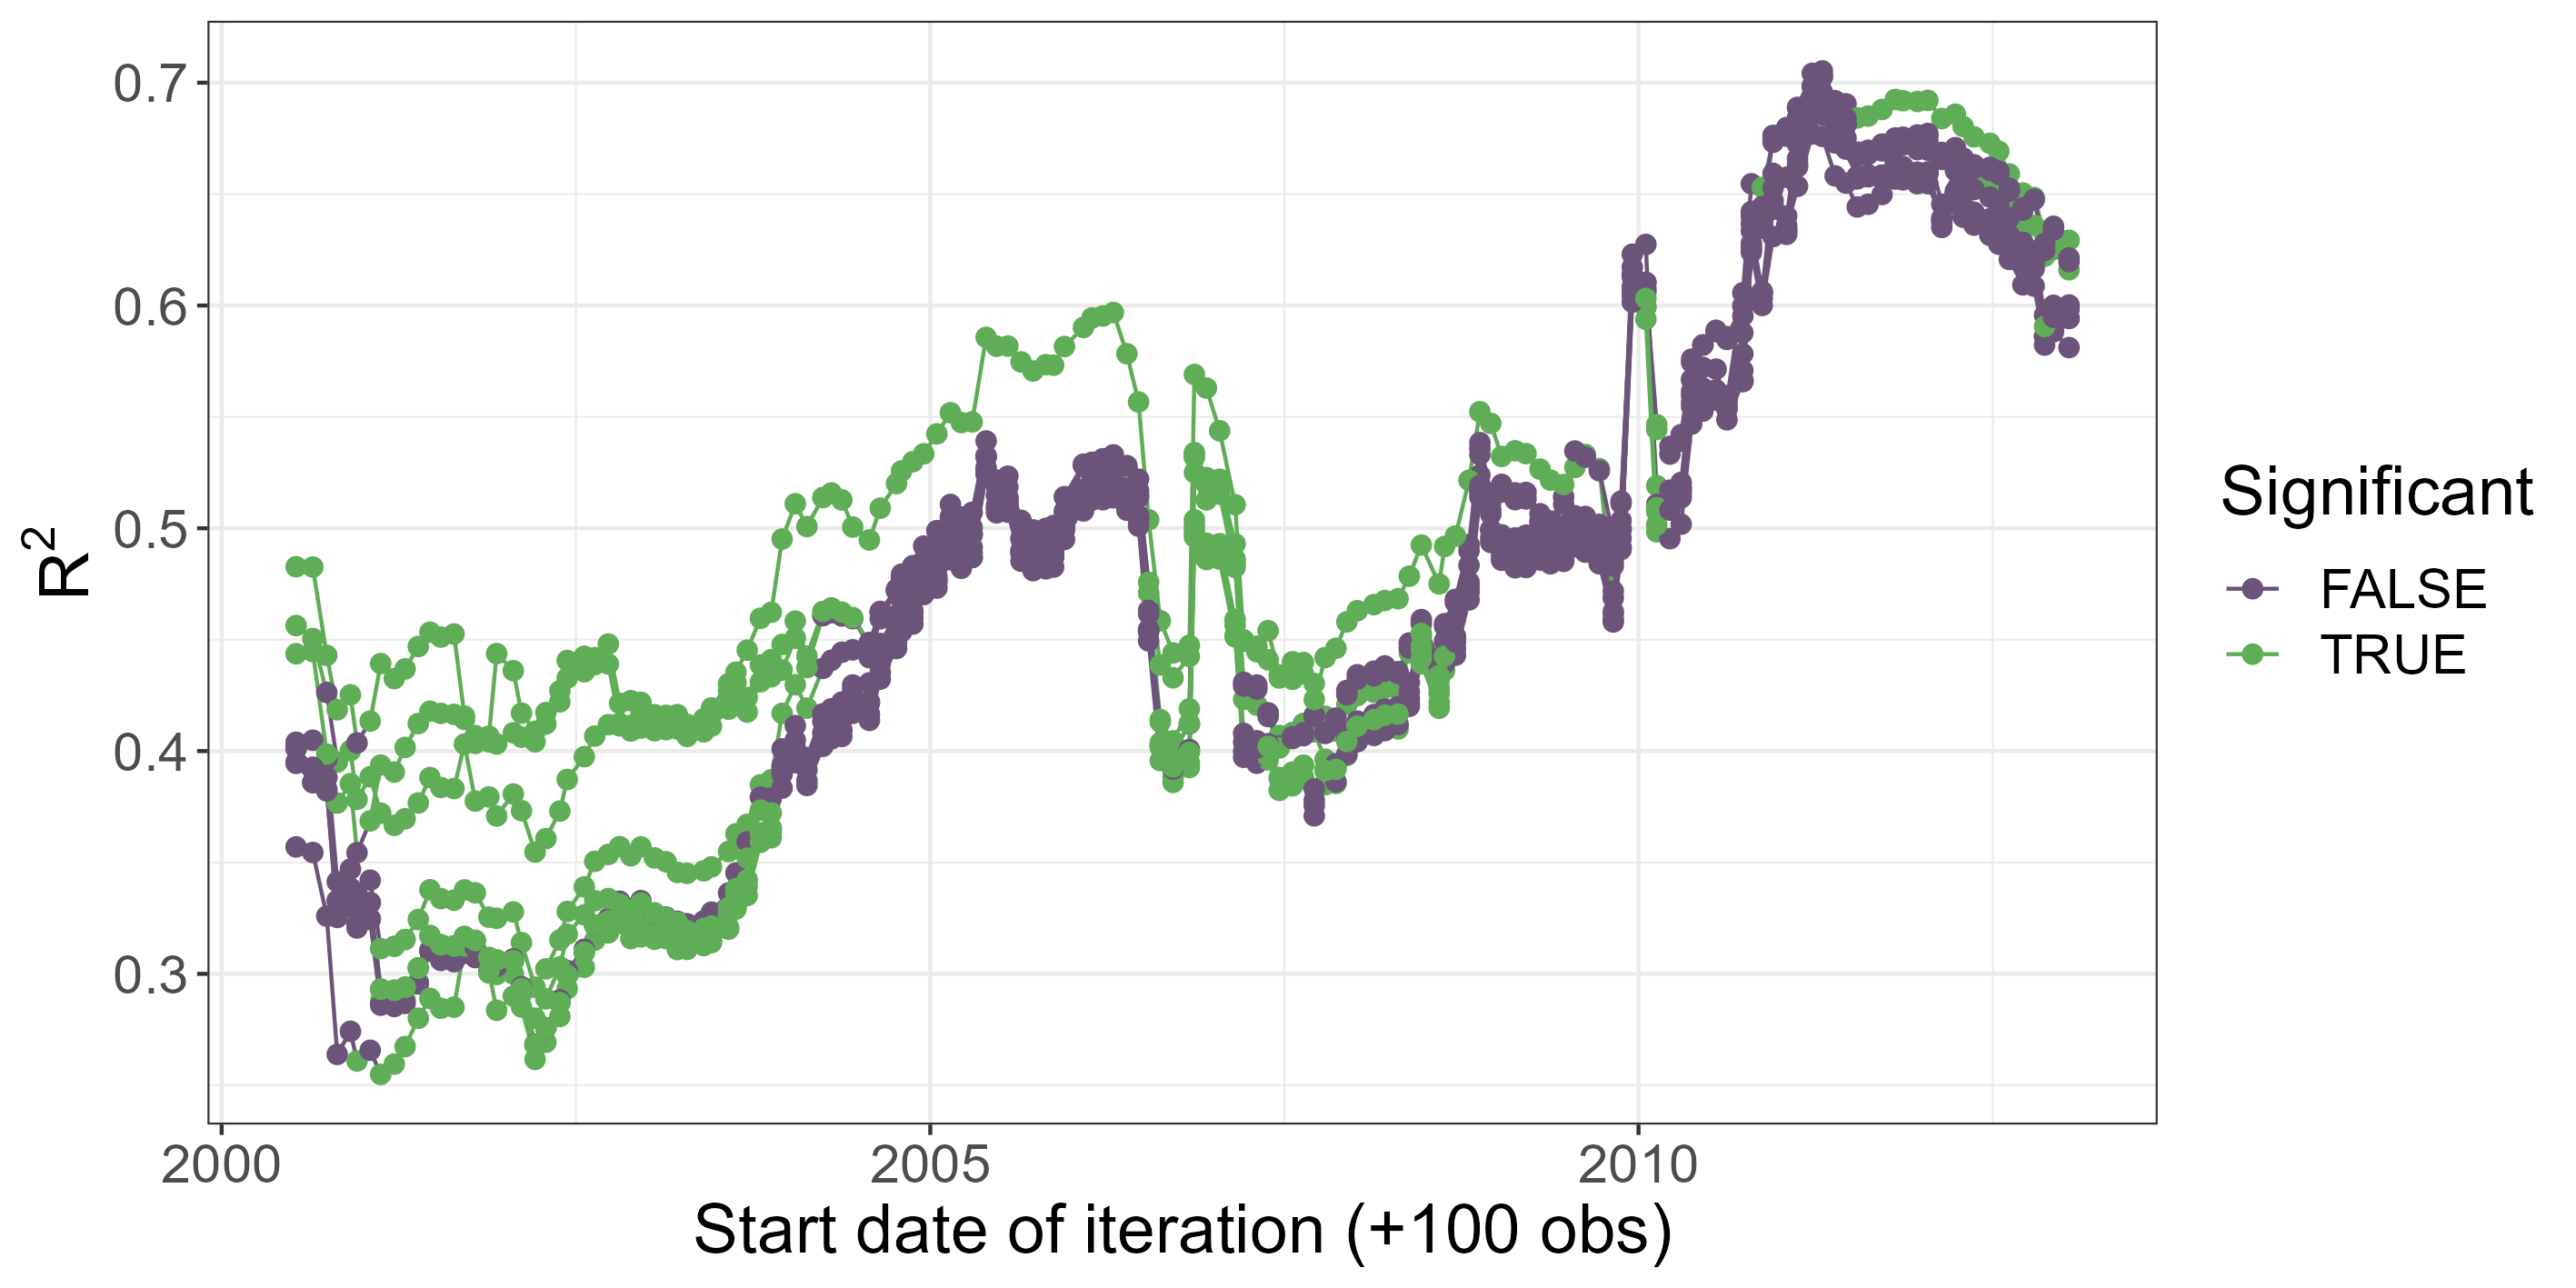 0.7
0.6
0.5
0.4
0.3
R²
2000 2005 2010
Start date of iteration (+100 obs)
Significant
FALSE
TRUE